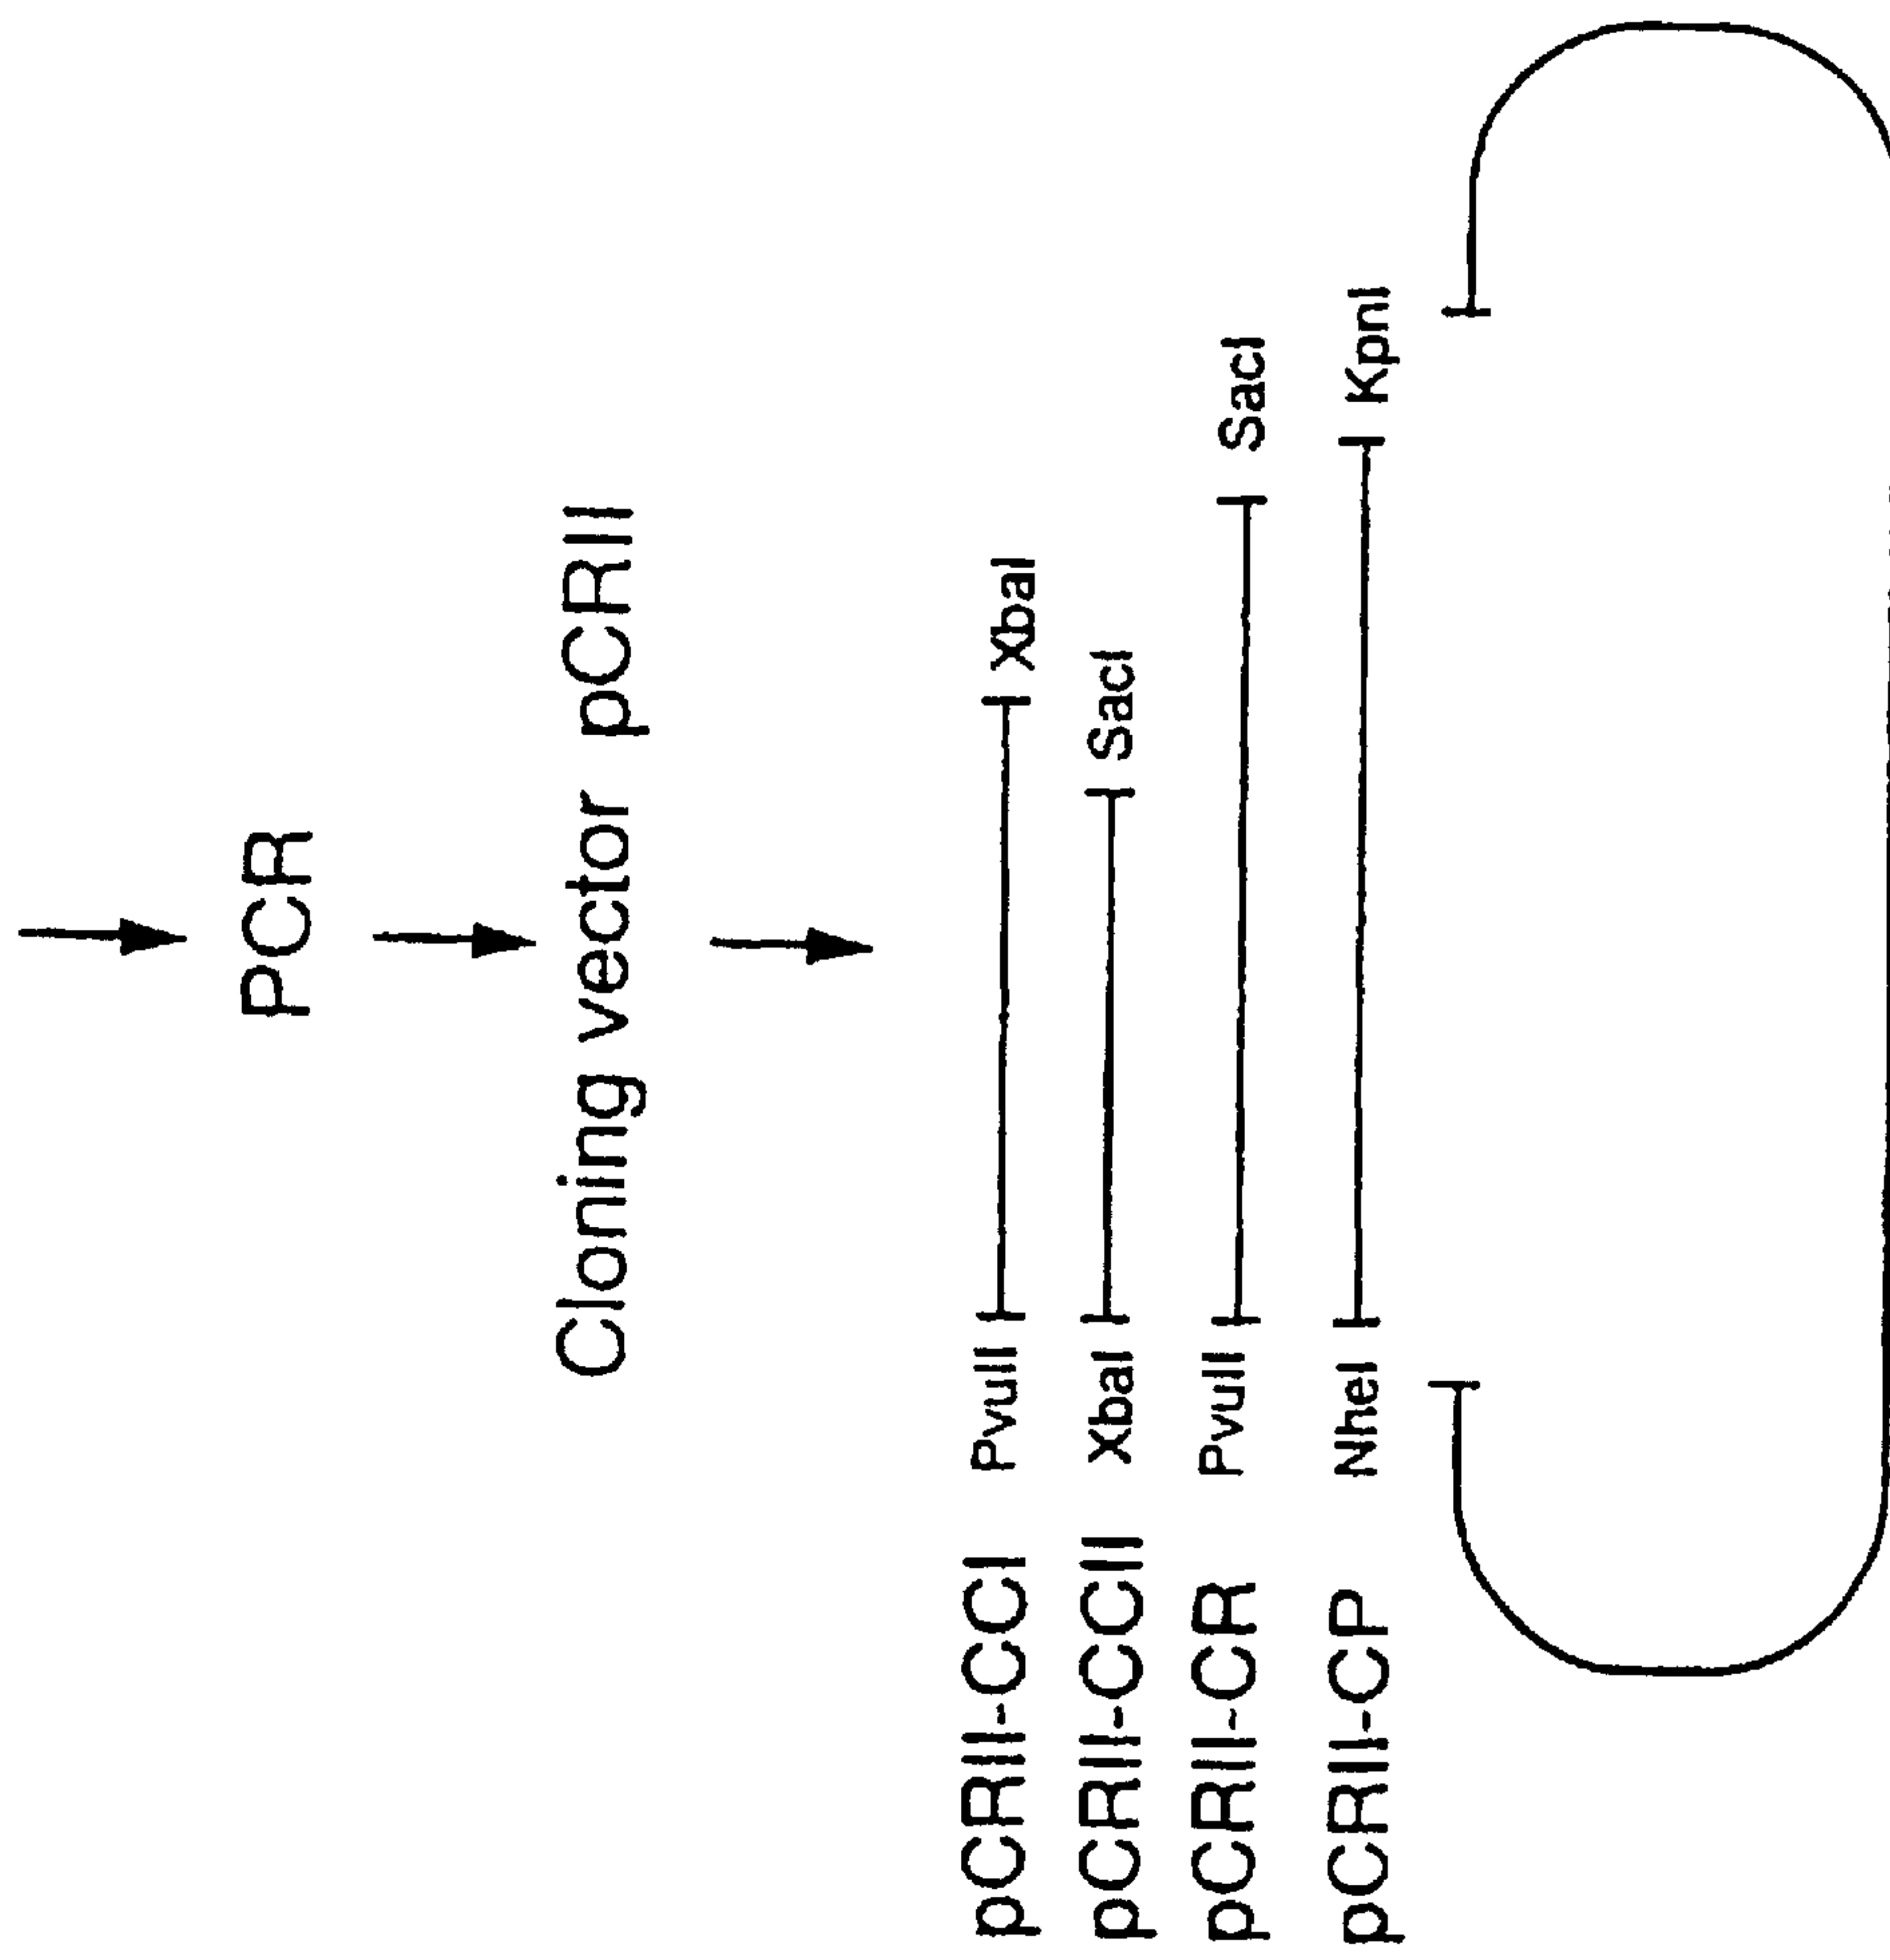 PCR
Cloning vector pCRII
pCRII-CCI PvuII XbaI
pCRII-CCII XbaI SacI
pCRII-CR PvuII SacI
pCRII-CP NheI KpnI